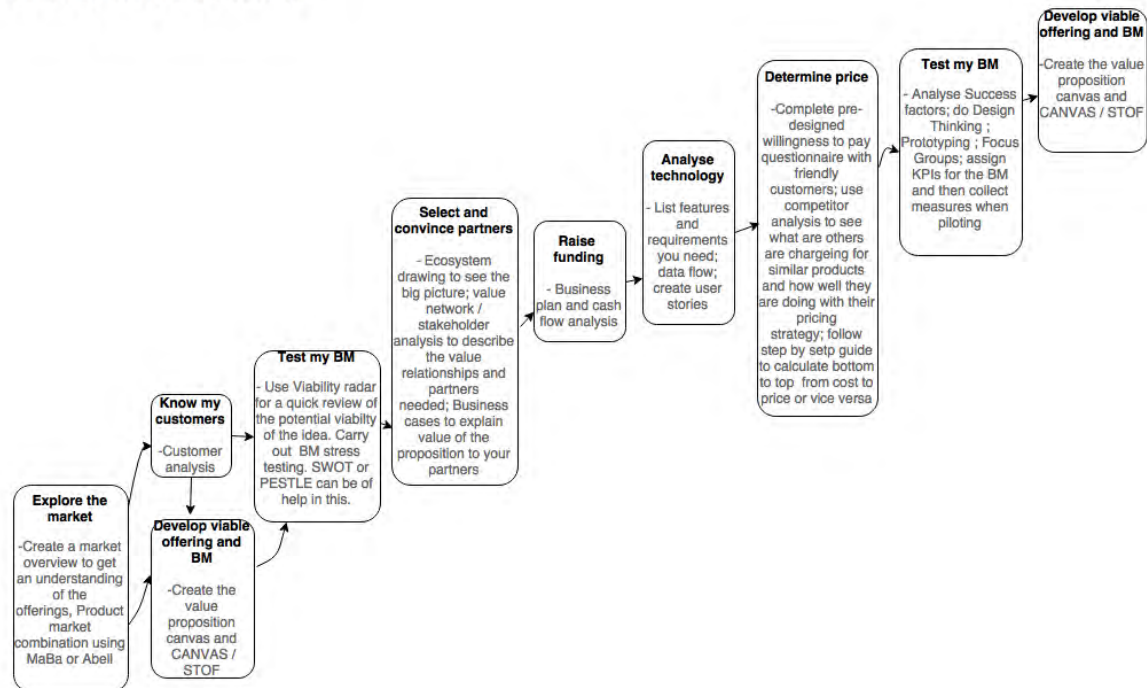 Explore the
market
-Create a market
overview to get
an understanding
of the
offerings, Product
market
combination using
MaBa or Abell
Know my
customers
-Customer
analysis
Develop viable
offering and
BM
-Create the
value
proposition
canvas and
CANVAS /
STOF
Test my BM
- Use Viability radar
for a quick review of
the potential viabilty
of the idea. Carry
out BM stress
testing. SWOT or
PESTLE can be of
help in this.
Select and
convince partners
- Ecosystem
drawing to see the
big picture; value
network /
stakeholder
analysis to describe
the value
relationships and
partners
needed; Business
cases to explain
value of the
proposition to your
partners
Raise
funding
- Business
plan and cash
flow analysis
Analyse
technology
- List features
and
requirements
you need;
data flow;
create user
stories
Determine price
-Complete pre-
designed
willingness to pay
questionnaire with
friendly
customers; use
competitor
analysis to see
what are others
are chargeing for
similar products
and how well they
are doing with their
pricing
strategy; follow
step by setp guide
to calculate bottom
to top from cost to
price or vice versa
Test my BM
- Analyse Success
factors; do Design
Thinking ;
Prototyping ; Focus
Groups; assign
KPIs for the BM
and then collect
measures when
piloting
Develop viable
offering and BM
-Create the value
proposition
canvas and
CANVAS / STOF